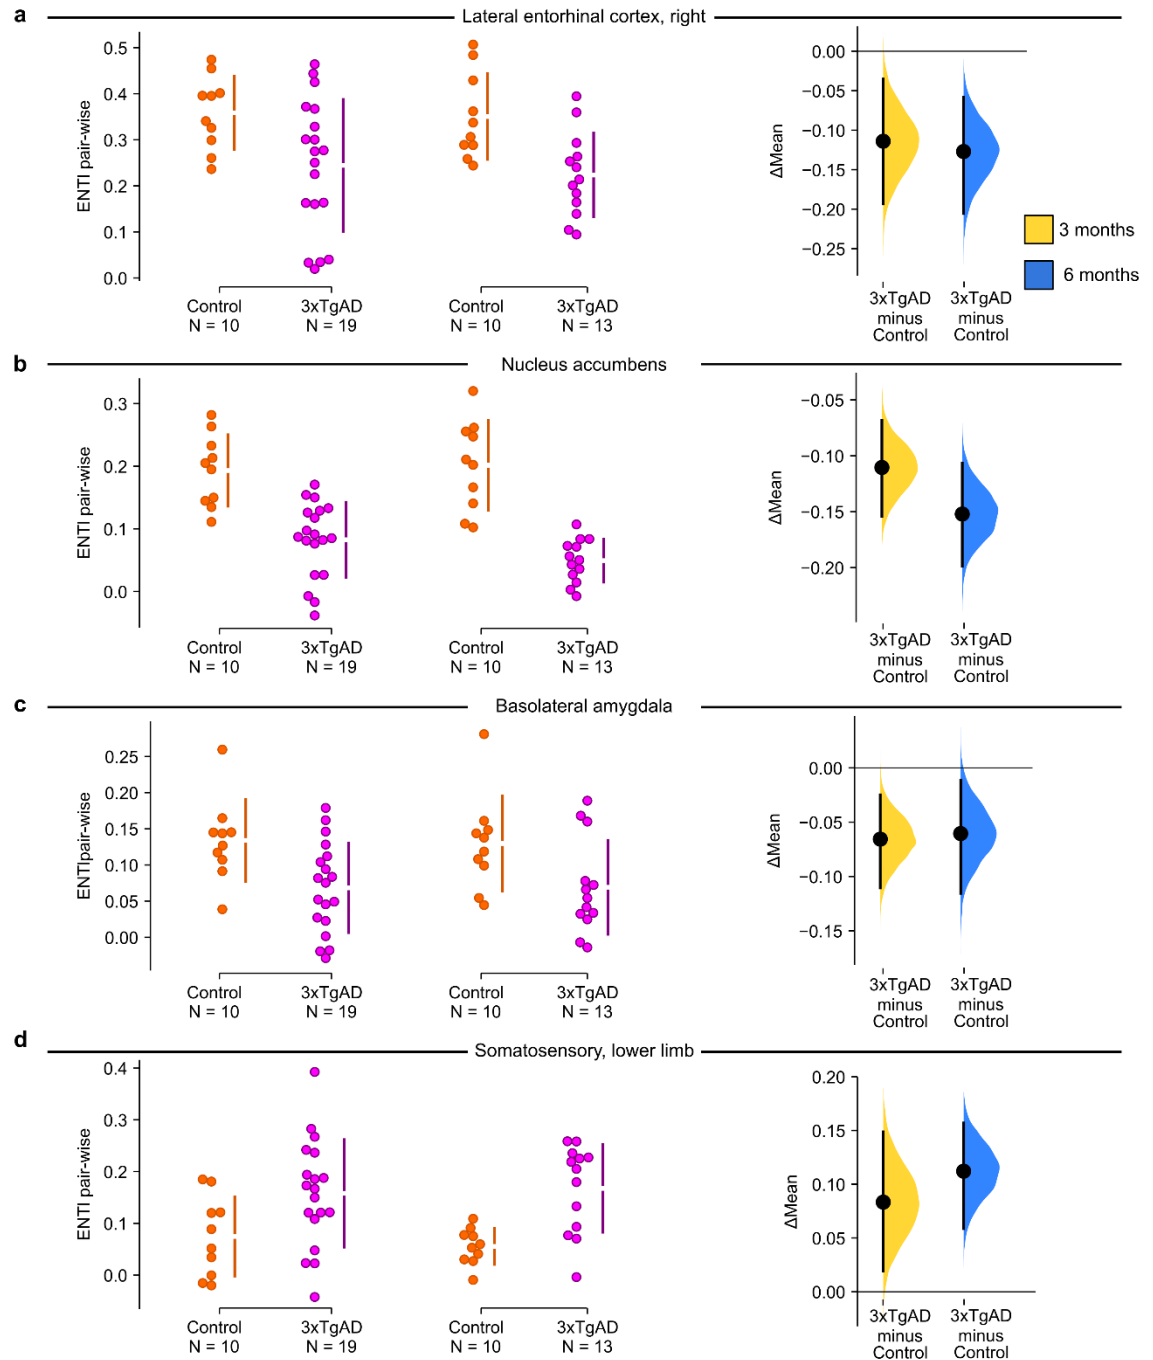 a
Lateral entorhinal cortex, right
ENTI pair-wise
0.5
0.4
0.3
0.2
0.1
0.0
Control
N = 10
3xTgAD
N = 19
Control
N = 10
3xTgAD
N = 13
ΔMean
0.00
−0.05
−0.10
−0.15
−0.20
−0.25
3xTgAD
minus
Control
3xTgAD
minus
Control
3 months
6 months
b
Nucleus accumbens
ENTI pair-wise
0.3
0.2
0.1
0.0
Control
N = 10
3xTgAD
N = 19
Control
N = 10
3xTgAD
N = 13
ΔMean
−0.05
−0.10
−0.15
−0.20
3xTgAD
minus
Control
3xTgAD
minus
Control
c
Basolateral amygdala
ENTIpair-wise
0.25
0.20
0.15
0.10
0.05
0.00
Control
N = 10
3xTgAD
N = 19
Control
N = 10
3xTgAD
N = 13
ΔMean
0.00
−0.05
−0.10
−0.15
3xTgAD
minus
Control
3xTgAD
minus
Control
d
Somatosensory, lower limb
ENTI pair-wise
0.4
0.3
0.2
0.1
0.0
Control
N = 10
3xTgAD
N = 19
Control
N = 10
3xTgAD
N = 13
ΔMean
0.20
0.15
0.10
0.05
0.00
3xTgAD
minus
Control
3xTgAD
minus
Control